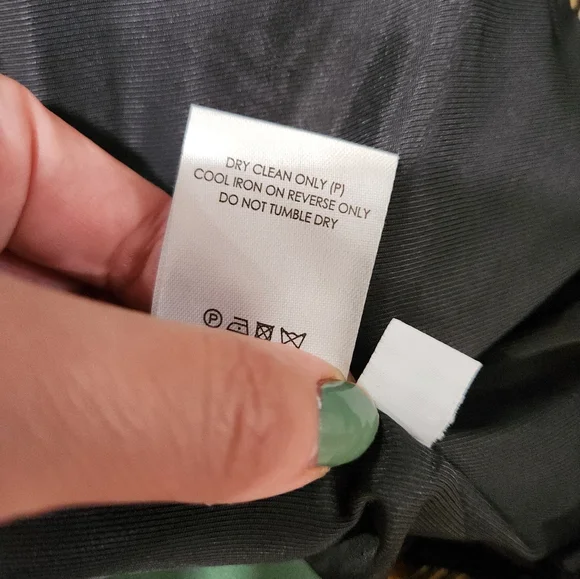 DRY CLEAN ONLY (P)
COOL IRON ON REVERSE ONLY
DO NOT TUMBLE DRY
P